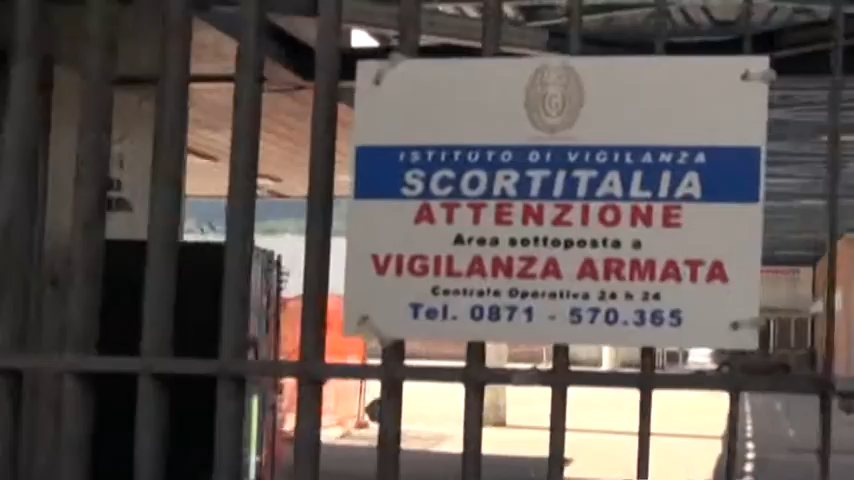 ISTITUTO DI VIGILANZA
SCORTITALIA
ATTENZIONE
Area sottoposta a
VIGILANZA ARMATA
Centrale Operativa 24 h 24
Tel. 0871 - 570.365